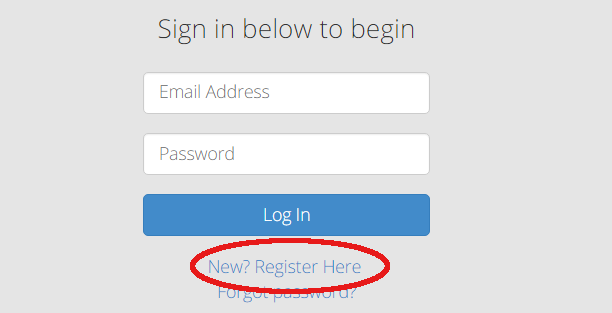 Sign in below to begin
Email Address
Password
Log In
New? Register Here
Forgot password?